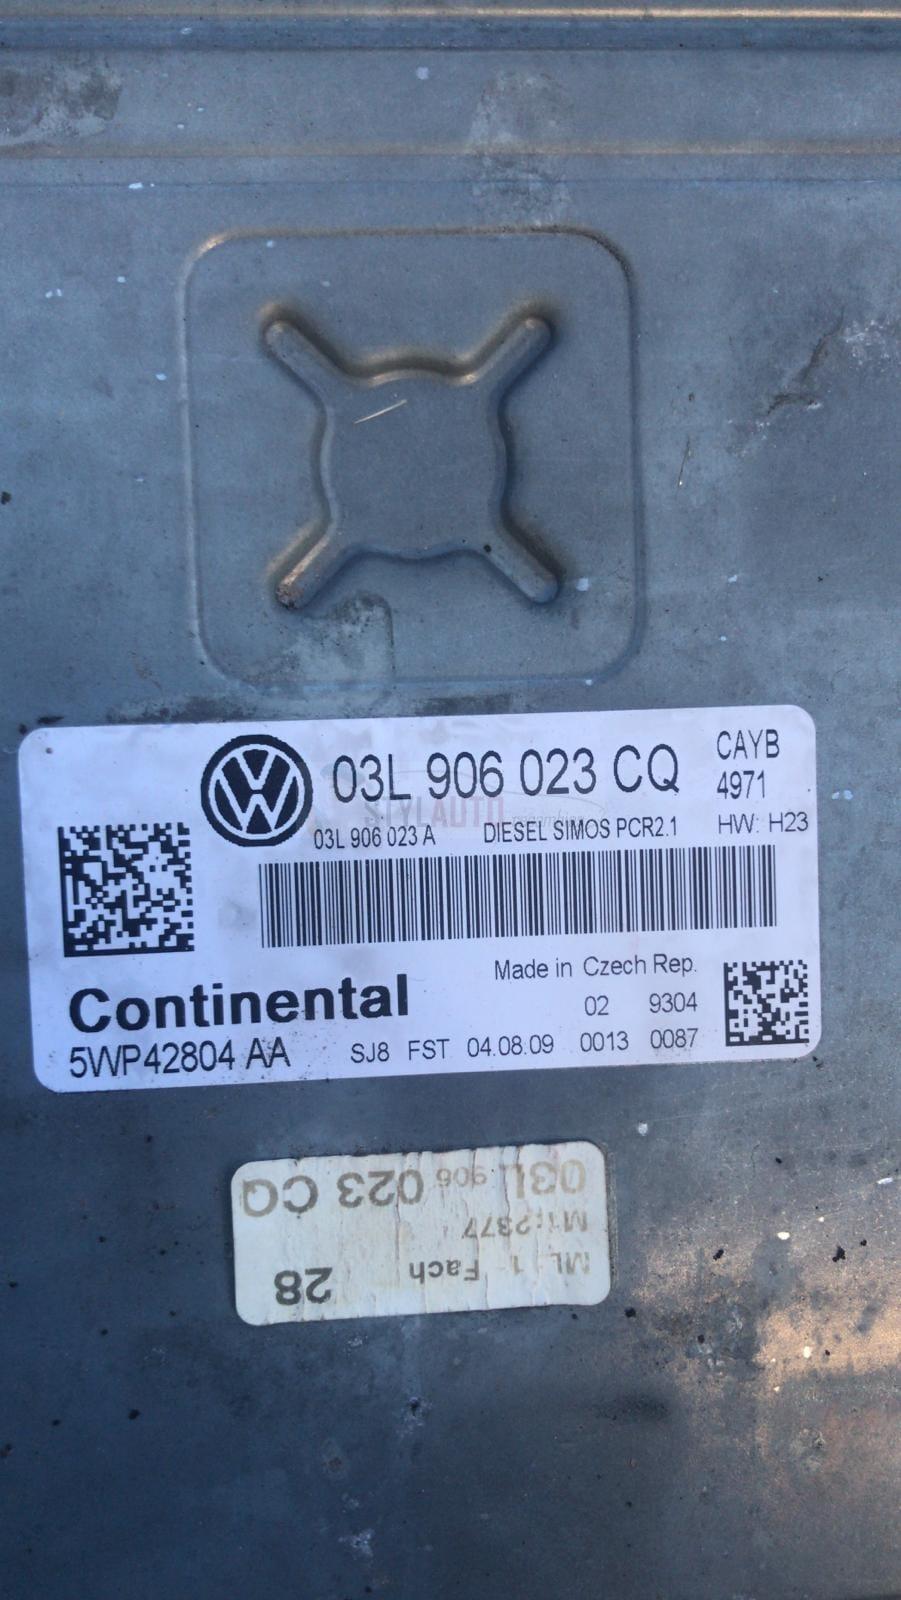 03L 906 023 CQ
CAYB
4971
03L 906 023 A DIESEL SIMOS PCR2.1 HW: H23
STYLAUTO
Made in Czech Rep.
Continental
02 9304
5WP42804 AA SJ8 FST 04.08.09 0013 0087
03L 906 023 CQ
M1:2377
Fach 28